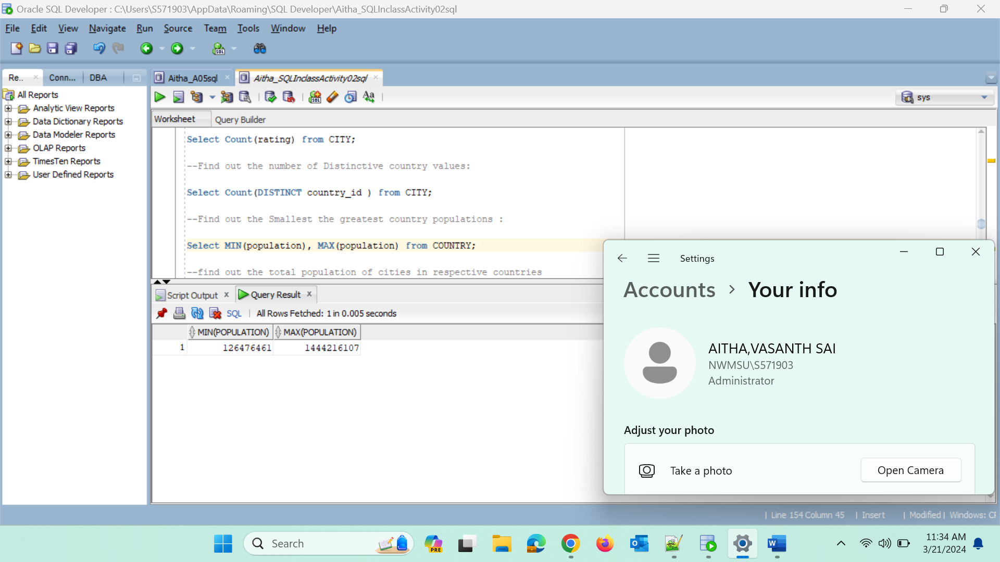 Oracle SQL Developer : C:\Users\S571903\AppData\Roaming\SQL Developer\Aitha_SQLInclassActivity02sql
File Edit View Navigate Run Source Team Tools Window Help
SQL
Re.. Conn... DBA
Aitha_A05sql Aitha_SQLInclassActivity02sql
All Reports
Analytic View Reports
Data Dictionary Reports
Data Modeler Reports
OLAP Reports
TimesTen Reports
User Defined Reports
SQL Aa sys
Worksheet Query Builder
Select Count(rating) from CITY;
--Find out the number of Distinctive country values:
Select Count(DISTINCT country_id ) from CITY;
--Find out the Smallest the greatest country populations :
Select MIN(population), MAX(population) from COUNTRY;
--find out the total population of cities in respective countries
Script Output Query Result
SQL | All Rows Fetched: 1 in 0.005 seconds
MIN(POPULATION) MAX(POPULATION)
1 126476461 1444216107
Settings
Accounts > Your info
AITHA,VASANTH SAI
NWMSU\S571903
Administrator
Adjust your photo
Take a photo Open Camera
| Line 154 Column 45 | Insert | Modified | Windows: CF
Search
PRE
11:34 AM
3/21/2024